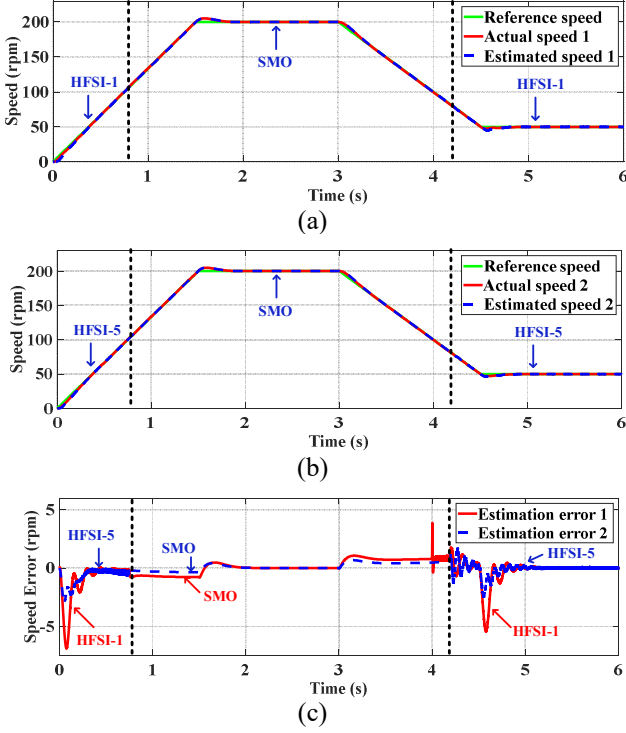 200
150
100
50
0
Speed (rpm)
HFSI-1
SMO
HFSI-1
Reference speed
Actual speed 1
Estimated speed 1
0 1 2 3 4 5 6
Time (s)
(a)
200
150
100
50
0
Speed (rpm)
HFSI-5
SMO
HFSI-5
Reference speed
Actual speed 2
Estimated speed 2
0 1 2 3 4 5 6
Time (s)
(b)
5
0
-5
Speed Error (rpm)
HFSI-5
HFSI-1
SMO
SMO
Estimation error 1
Estimation error 2
HFSI-5
HFSI-1
0 1 2 3 4 5 6
Time (s)
(c)